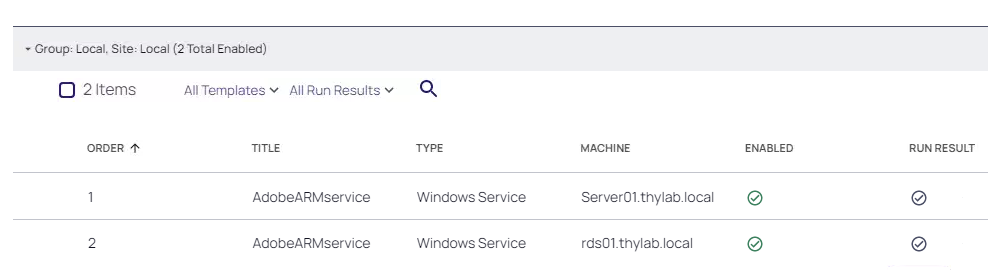 Group: Local, Site: Local (2 Total Enabled)
2 Items All Templates All Run Results
ORDER TITLE TYPE MACHINE ENABLED RUN RESULT
1 AdobeARMservice Windows Service Server01.thylab.local
2 AdobeARMservice Windows Service rds01.thylab.local